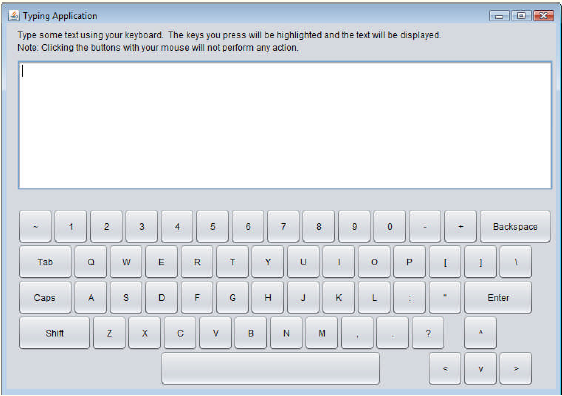 Typing Application
Type some text using your keyboard. The keys you press will be highlighted and the text will be displayed.
Note: Clicking the buttons with your mouse will not perform any action.
~ 1 2 3 4 5 6 7 8 9 0 - + Backspace
Tab Q W E R T Y U I O P [ ] \
Caps A S D F G H J K L : " Enter
Shift Z X C V B N M , . ? ^
< v >